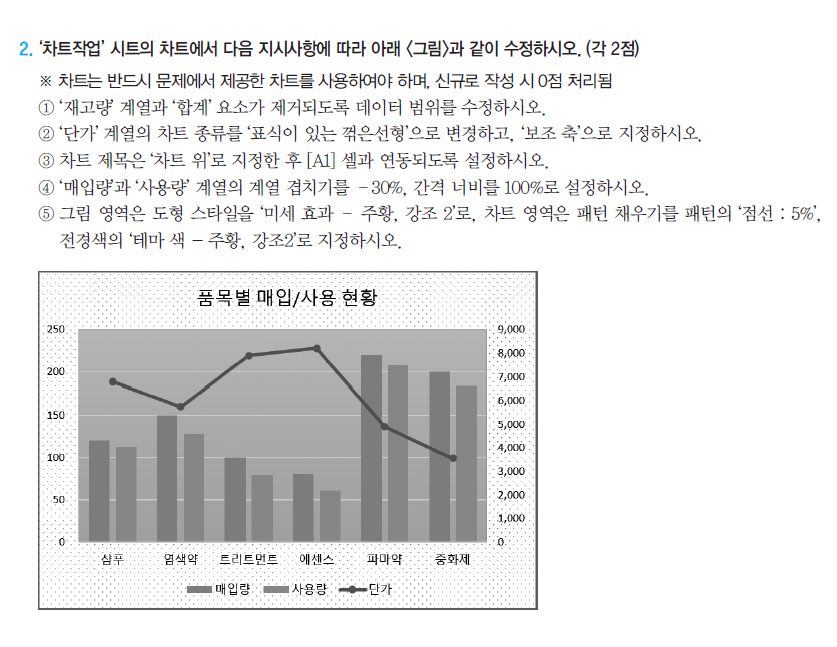 2. ‘차트작업’ 시트의 차트에서 다음 지시사항에 따라 아래 〈그림〉과 같이 수정하시오. (각 2점)
※ 차트는 반드시 문제에서 제공한 차트를 사용하여야 하며, 신규로 작성 시 0점 처리됨
① ‘재고량’ 계열과 ‘합계’ 요소가 제거되도록 데이터 범위를 수정하시오.
② ‘단가’ 계열의 차트 종류를 ‘표식이 있는 꺾은선형’으로 변경하고, ‘보조 축’으로 지정하시오.
③ 차트 제목은 ‘차트 위’로 지정한 후 [A1] 셀과 연동되도록 설정하시오.
④ ‘매입량’과 ‘사용량’ 계열의 계열 겹치기를 −30%, 간격 너비를 100%로 설정하시오.
⑤ 그림 영역은 도형 스타일을 ‘미세 효과 − 주황, 강조 2’로, 차트 영역은 패턴 채우기를 패턴의 ‘점선 : 5%’,
전경색의 ‘테마 색 − 주황, 강조2’로 지정하시오.
품목별 매입/사용 현황
250 9,000
8,000
200 7,000
6,000
150 5,000
100 4,000
3,000
50 2,000
1,000
0 0
샴푸 염색약 트리트먼트 에센스 파마약 중화제
매입량 사용량 단가